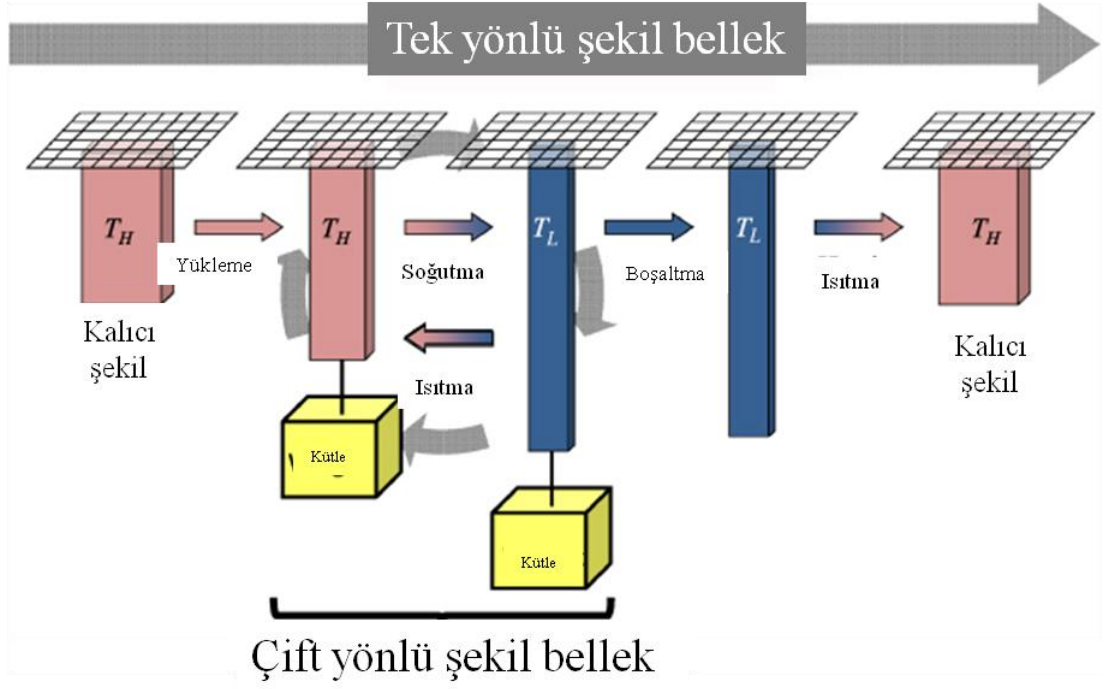 Tek yönlü şekil bellek
T_H
T_H
T_L
T_L
T_H
Yükleme
Soğutma
Boşaltma
Isıtma
Kalıcı
şekil
Isıtma
Kalıcı
şekil
Kütle
Kütle
Çift yönlü şekil bellek